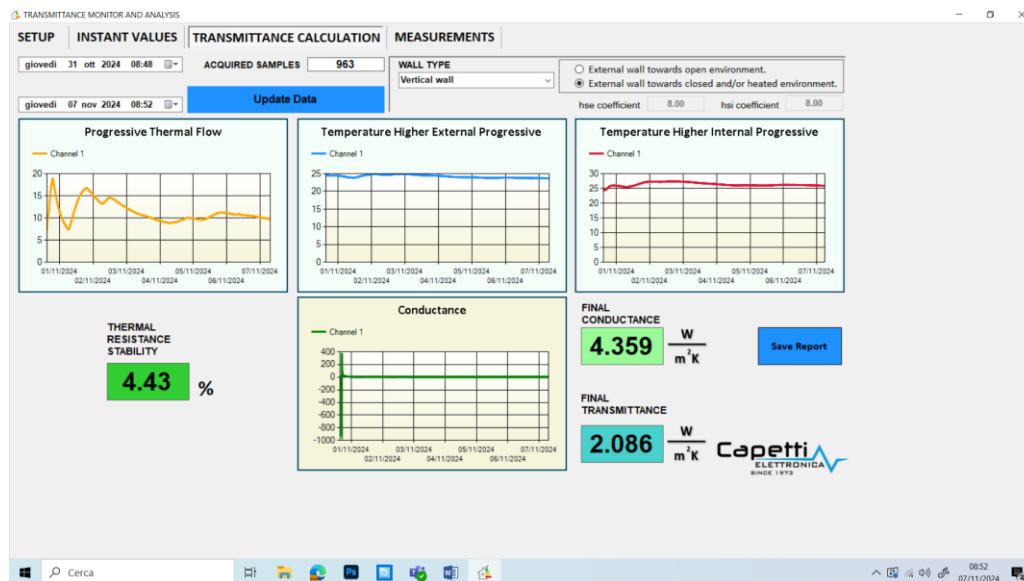 TRANSMITTANCE MONITOR AND ANALYSIS
SETUP INSTANT VALUES TRANSMITTANCE CALCULATION MEASUREMENTS
giovedì 31 ott 2024 08:48
ACQUIRED SAMPLES 963
giovedì 07 nov 2024 08:52
Update Data
WALL TYPE
Vertical wall
External wall towards open environment.
External wall towards closed and/or heated environment.
hse coefficient 8.00 hsi coefficient 8.00
Progressive Thermal Flow
Channel 1
20
15
10
5
0
01/11/2024 03/11/2024 05/11/2024 07/11/2024
02/11/2024 04/11/2024 06/11/2024
Temperature Higher External Progressive
Channel 1
25
20
15
10
5
0
01/11/2024 03/11/2024 05/11/2024 07/11/2024
02/11/2024 04/11/2024 06/11/2024
Temperature Higher Internal Progressive
Channel 1
30
25
20
15
10
5
0
01/11/2024 03/11/2024 05/11/2024 07/11/2024
02/11/2024 04/11/2024 06/11/2024
THERMAL
RESISTANCE
STABILITY
4.43 %
Conductance
Channel 1
400
200
0
-200
-400
-600
-800
-1000
01/11/2024 03/11/2024 05/11/2024 07/11/2024
02/11/2024 04/11/2024 06/11/2024
FINAL
CONDUCTANCE
4.359 W
m²K
Save Report
FINAL
TRANSMITTANCE
2.086 W
m²K
Capetti
ELETTRONICA
SINCE 1973
Cerca
Ps
08:52
07/11/2024